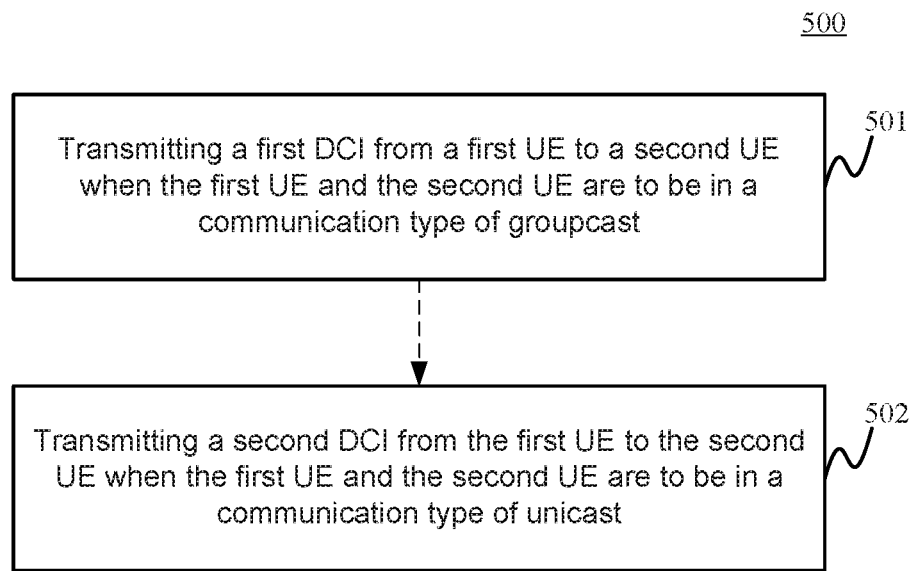 500
Transmitting a first DCI from a first UE to a second UE
when the first UE and the second UE are to be in a
communication type of groupcast
501
Transmitting a second DCI from the first UE to the second
UE when the first UE and the second UE are to be in a
communication type of unicast
502